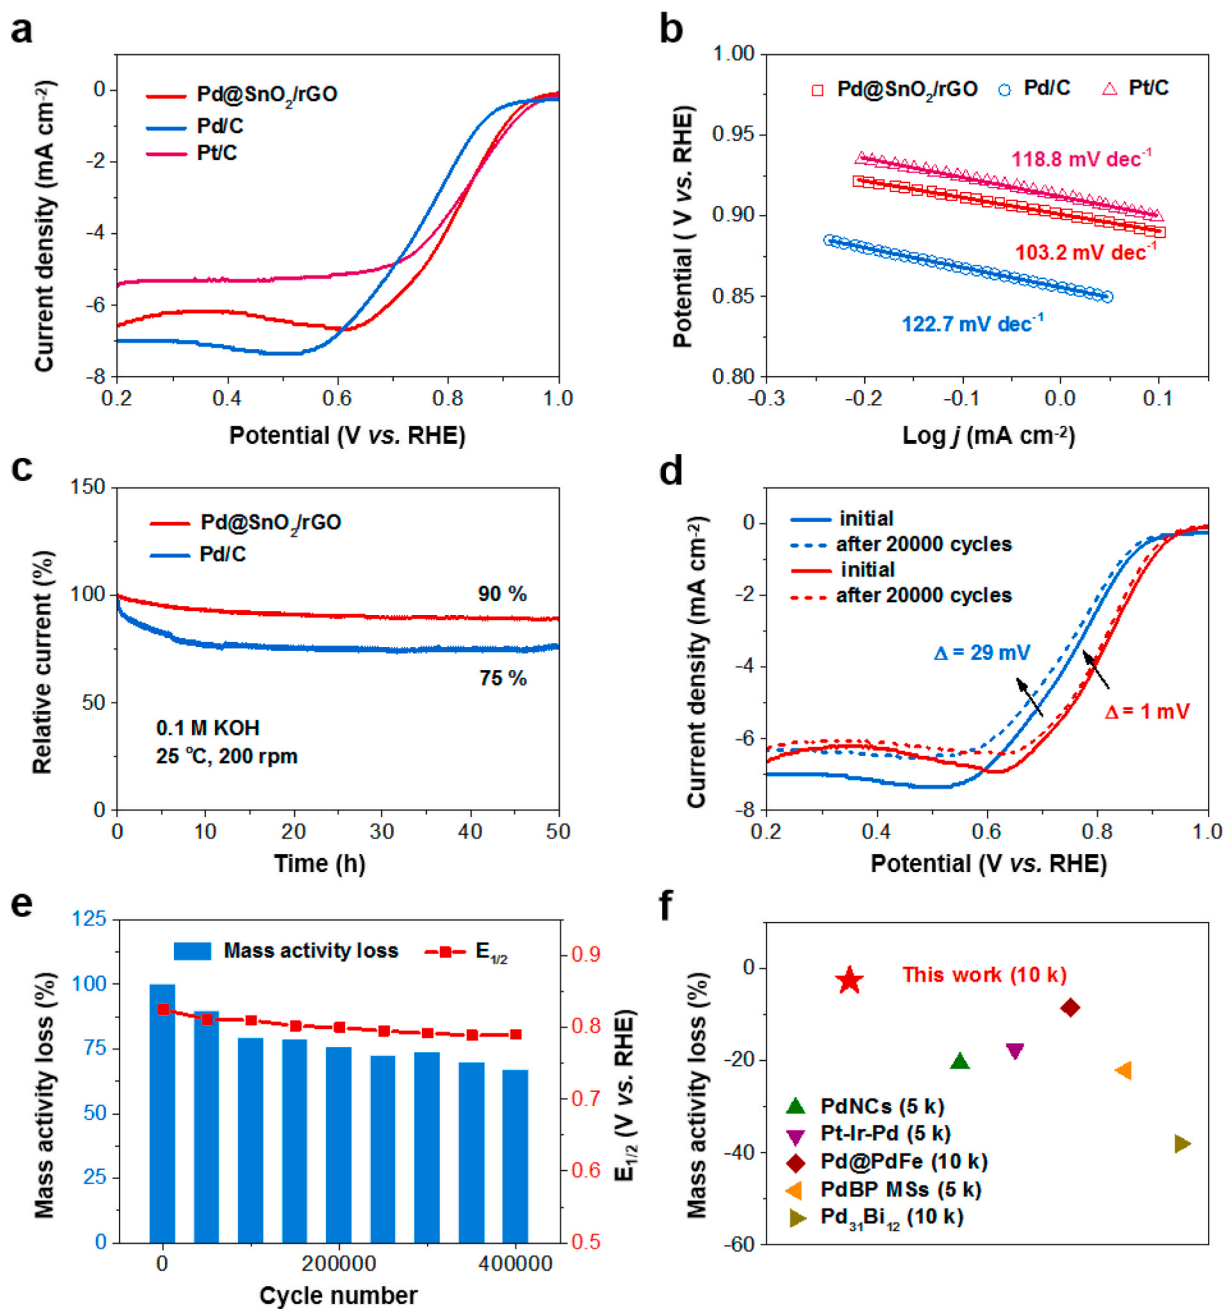 a
Pd@SnO₂/rGO
Pd/C
Pt/C
0
-2
-4
-6
-8
0.2
0.4
0.6
0.8
1.0
Current density (mA cm⁻²)
Potential (V vs. RHE)
b
Pd@SnO₂/rGO
Pd/C
Pt/C
118.8 mV dec⁻¹
103.2 mV dec⁻¹
122.7 mV dec⁻¹
1.00
0.95
0.90
0.85
0.80
-0.3
-0.2
-0.1
0.0
0.1
Potential ( V vs. RHE)
Log j (mA cm⁻²)
c
Pd@SnO₂/rGO
Pd/C
90 %
75 %
0.1 M KOH
25 °C, 200 rpm
150
100
50
0
0
10
20
30
40
50
Relative current (%)
Time (h)
d
initial
after 20000 cycles
initial
after 20000 cycles
Δ = 29 mV
Δ = 1 mV
0
-2
-4
-6
-8
0.2
0.4
0.6
0.8
1.0
Current density (mA cm⁻²)
Potential (V vs. RHE)
e
Mass activity loss
E₁/₂
125
100
75
50
25
0
0.9
0.8
0.7
0.6
0.5
0
200000
400000
Mass activity loss (%)
E₁/₂ (V vs. RHE)
Cycle number
f
This work (10 k)
PdNCs (5 k)
Pt-Ir-Pd (5 k)
Pd@PdFe (10 k)
PdBP MSs (5 k)
Pd₃₁Bi₁₂ (10 k)
0
-20
-40
-60
Mass activity loss (%)